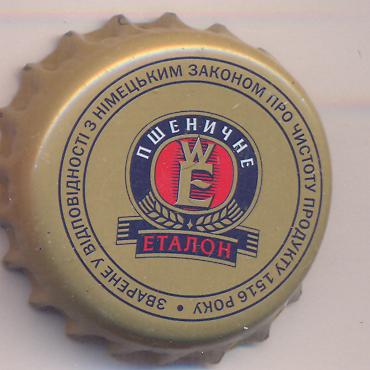 ЗВАРЕНЕ У ВІДПОВІДНОСТІ З НІМЕЦЬКИМ ЗАКОНОМ ПРО ЧИСТОТУ ПРОДУКТУ 1516 РОКУ •
ПШЕНИЧНЕ
WE
ЕТАЛОН